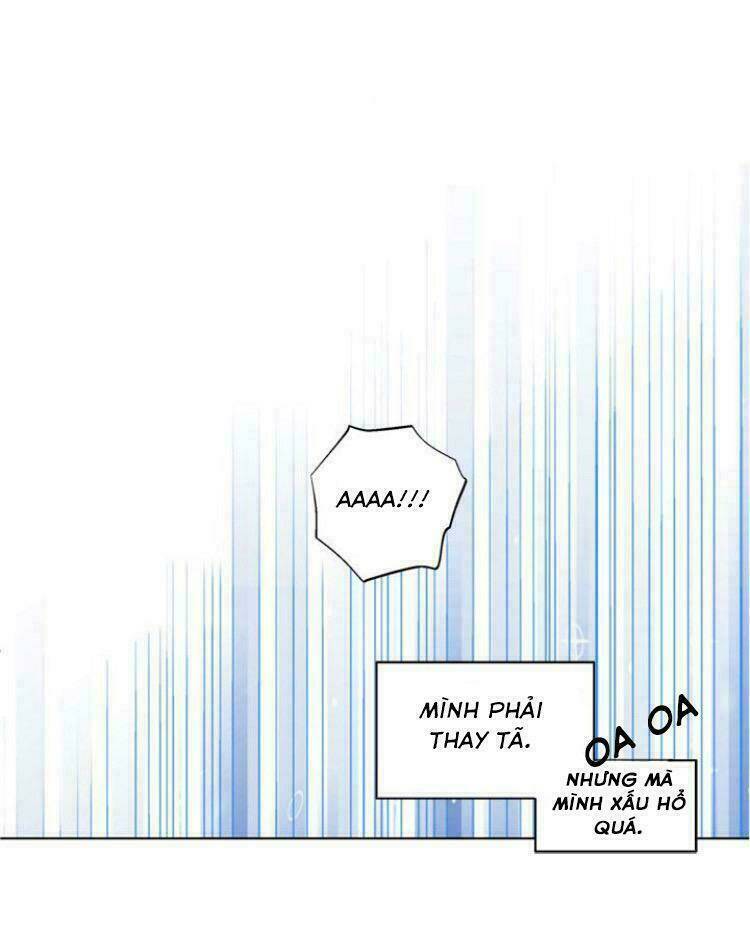 AAAA!!!
MÌNH PHẢI
THAY TÃ.
OA OA
NHƯNG MÀ
MÌNH XẤU HỔ
QUÁ.